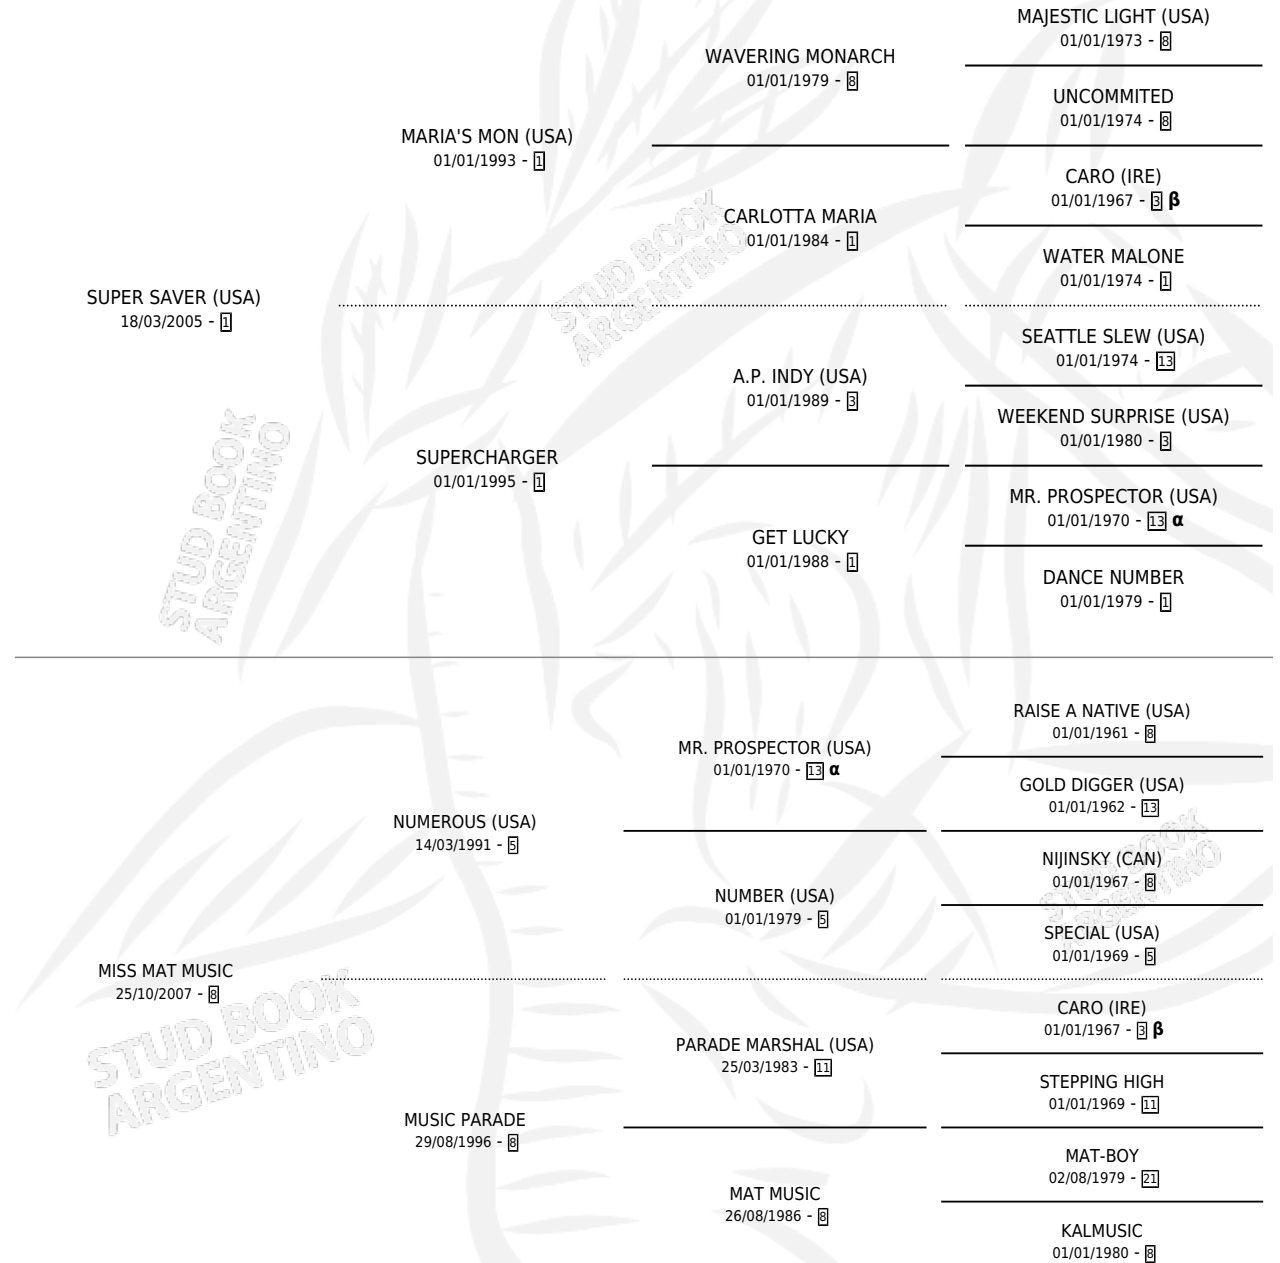 MAJESTIC LIGHT (USA)
01/01/1973 - 8
WAVERING MONARCH
01/01/1979 - 8
UNCOMMITED
01/01/1974 - 8
MARIA'S MON (USA)
01/01/1993 - 1
CARO (IRE)
01/01/1967 - 3 β
CARLOTTA MARIA
01/01/1984 - 1
WATER MALONE
01/01/1974 - 1
SUPER SAVER (USA)
18/03/2005 - 1
SEATTLE SLEW (USA)
01/01/1974 - 13
A.P. INDY (USA)
01/01/1989 - 3
WEEKEND SURPRISE (USA)
01/01/1980 - 3
SUPERCHARGER
01/01/1995 - 1
MR. PROSPECTOR (USA)
01/01/1970 - 13 α
GET LUCKY
01/01/1988 - 1
DANCE NUMBER
01/01/1979 - 1
RAISE A NATIVE (USA)
01/01/1961 - 8
MR. PROSPECTOR (USA)
01/01/1970 - 13 α
GOLD DIGGER (USA)
01/01/1962 - 13
NUMEROUS (USA)
14/03/1991 - 5
NIJINSKY (CAN)
01/01/1967 - 8
NUMBER (USA)
01/01/1979 - 5
SPECIAL (USA)
01/01/1969 - 5
MISS MAT MUSIC
25/10/2007 - 8
CARO (IRE)
01/01/1967 - 3 β
PARADE MARSHAL (USA)
25/03/1983 - 11
STEPPING HIGH
01/01/1969 - 11
MUSIC PARADE
29/08/1996 - 8
MAT-BOY
02/08/1979 - 21
MAT MUSIC
26/08/1986 - 8
KALMUSIC
01/01/1980 - 8
STUD BOOK
ARGENTINO
STUD BOOK
ARGENTINO
STUD BOOK
ARGENTINO
STUD BOOK
ARGENTINO